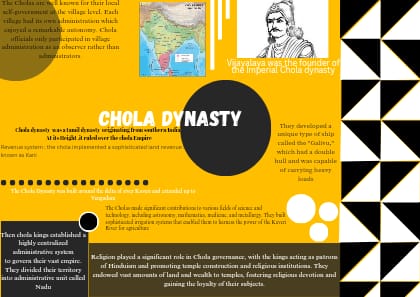 The Cholas are well known for their local
self-government at the village level. Each
village had its own administration which
enjoyed a remarkable autonomy. Chola
officials only participated in village
administration as an observer rather than
administrators
Vijayalaya was the founder of
the Imperial Chola dynasty
CHOLA DYNASTY
Chola dynasty was a tamil dynasty originating from southern India
At its Height ,it ruled over the chola Empire
Revenue system : the chola implemented a sophisticated land revenue
known as Kani
They developed a
unique type of ship
called the "Galivu,"
which had a double
hull and was capable
of carrying heavy
loads
The Chola Dynasty was built around the delta of river Kaveri and extended up to
The Cholas made significant contributions to various fields of science and
technology, including astronomy, mathematics, medicine, and metallurgy. They built
sophisticated irrigation systems that enabled them to harness the power of the Kaveri
River for agriculture
Then chola kings established a
highly centralized
administrative system
to govern their vast empire.
They divided their territory
into administrative unit called
Nadu
Religion played a significant role in Chola governance, with the kings acting as patrons
of Hinduism and promoting temple construction and religious institutions. They
endowed vast amounts of land and wealth to temples, fostering religious devotion and
gaining the loyalty of their subjects.